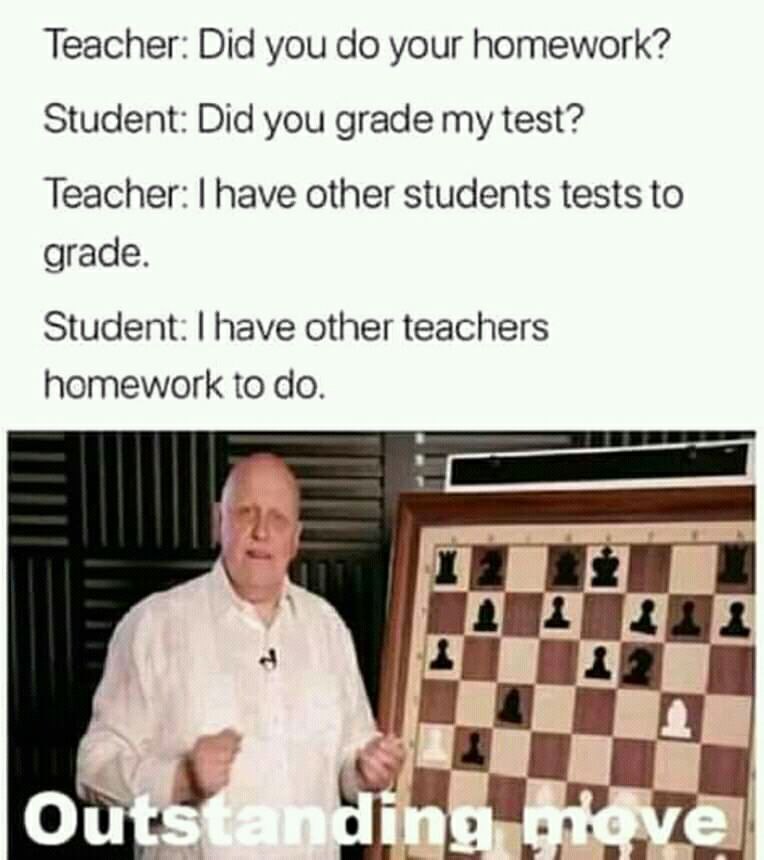 Teacher: Did you do your homework?
Student: Did you grade my test?
Teacher: I have other students tests to
grade.
Student: I have other teachers
homework to do.
Outstanding move